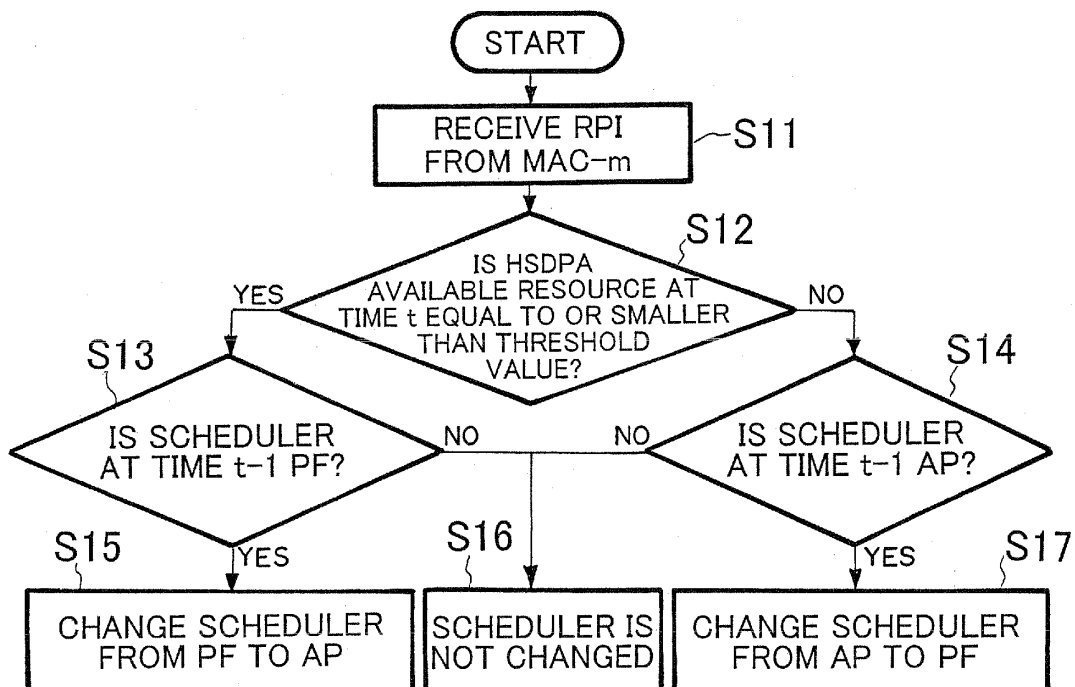 START
RECEIVE RPI
FROM MAC-m
S11
S12
IS HSDPA
AVAILABLE RESOURCE AT
TIME t EQUAL TO OR SMALLER
THAN THRESHOLD
VALUE?
YES
NO
S13
S14
IS SCHEDULER
AT TIME t-1 PF?
NO
NO
IS SCHEDULER
AT TIME t-1 AP?
S15
YES
S16
YES
S17
CHANGE SCHEDULER
FROM PF TO AP
SCHEDULER IS
NOT CHANGED
CHANGE SCHEDULER
FROM AP TO PF